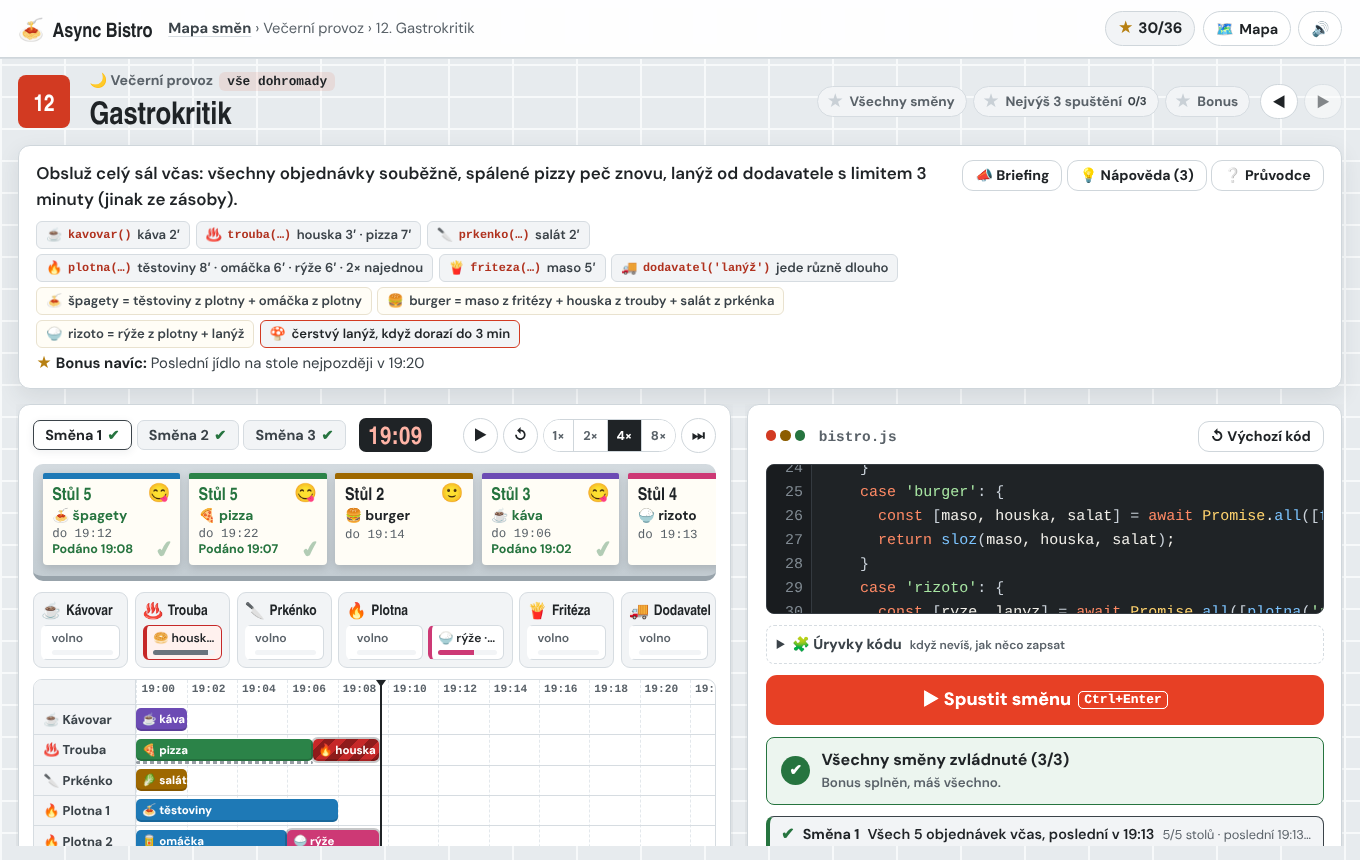 Async Bistro Mapa směn › Večerní provoz › 12. Gastrokritik ★ 30/36 Mapa
12 Večerní provoz vše dohromady
Gastrokritik
★ Všechny směny ★ Nejvýš 3 spuštění 0/3 ★ Bonus ◀ ▶
Obsluž celý sál včas: všechny objednávky souběžně, spálené pizzy peč znovu, lanýž od dodavatele s limitem 3
minuty (jinak ze zásoby).
Briefing Nápověda (3) Průvodce
kavovar() káva 2′ trouba(…) houska 3′ · pizza 7′ prkenko(…) salát 2′
plotna(…) těstoviny 8′ · omáčka 6′ · rýže 6′ · 2× najednou friteza(…) maso 5′ dodavatel('lanýž') jede různě dlouho
špagety = těstoviny z plotny + omáčka z plotny burger = maso z fritézy + houska z trouby + salát z prkénka
rizoto = rýže z plotny + lanýž čerstvý lanýž, když dorazí do 3 min
★ Bonus navíc: Poslední jídlo na stole nejpozději v 19:20
Směna 1 ✔ Směna 2 ✔ Směna 3 ✔ 19:09 1× 2× 4× 8×
Stůl 5 Stůl 5 Stůl 2 Stůl 3 Stůl 4
špagety pizza burger káva rizoto
do 19:12 do 19:22 do 19:14 do 19:06 do 19:13
Podáno 19:08 Podáno 19:07 Podáno 19:02
Kávovar Trouba Prkénko Plotna Fritéza Dodavatel
volno housk… volno volno rýže ·… volno volno
19:00 19:02 19:04 19:06 19:08 19:10 19:12 19:14 19:16 19:18 19:20 19:
Kávovar káva
Trouba pizza houska
Prkénko salát
Plotna 1 těstoviny
Plotna 2 omáčka rýže
bistro.js Výchozí kód
24 }
25 case 'burger': {
26 const [maso, houska, salat] = await Promise.all([f
27 return sloz(maso, houska, salat);
28 }
29 case 'rizoto': {
30 const [ryze, lanyz] = await Promise.all([plotna('
▶ Úryvky kódu když nevíš, jak něco zapsat
▶ Spustit směnu Ctrl+Enter
✔ Všechny směny zvládnuté (3/3)
Bonus splněn, máš všechno.
✔ Směna 1 Všech 5 objednávek včas, poslední v 19:13 5/5 stolů · poslední 19:13…